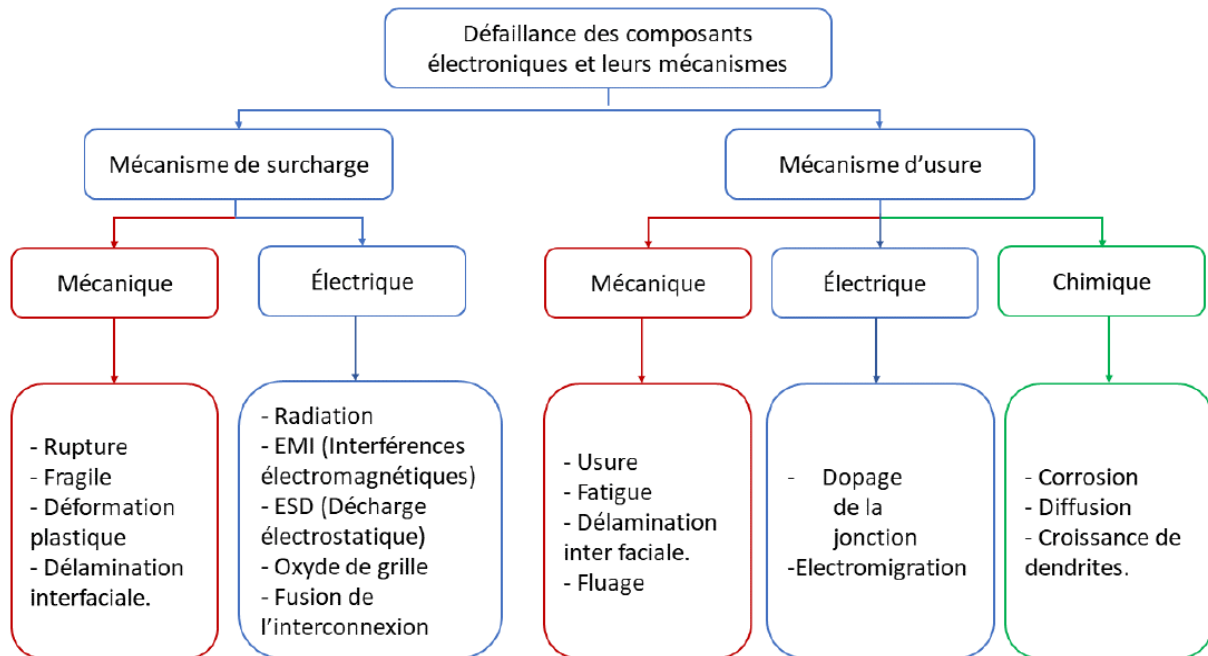 Défaillance des composants
électroniques et leurs mécanismes
Mécanisme de surcharge
Mécanisme d'usure
Mécanique
Électrique
Mécanique
Électrique
Chimique
- Rupture
- Fragile
- Déformation
plastique
- Délamination
interfaciale.
- Radiation
- EMI (Interférences
électromagnétiques)
- ESD (Décharge
électrostatique)
- Oxyde de grille
- Fusion de
l'interconnexion
- Usure
- Fatigue
- Délamination
inter faciale.
- Fluage
- Dopage
de la
jonction
-Electromigration
- Corrosion
- Diffusion
- Croissance de
dendrites.